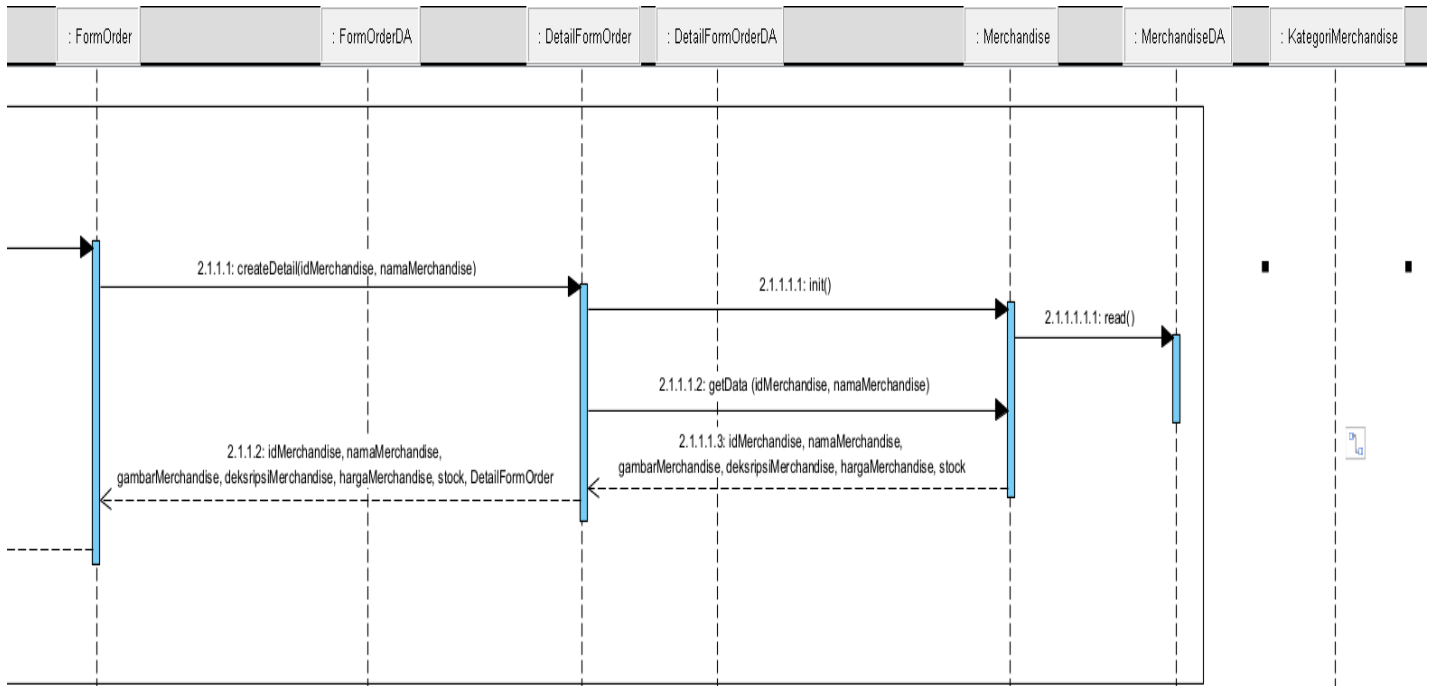 : FormOrder
: FormOrderDA
: DetailFormOrder
: DetailFormOrderDA
: Merchandise
: MerchandiseDA
: KategoriMerchandise
2.1.1.1: createDetail(idMerchandise, namaMerchandise)
2.1.1.1.1: init()
2.1.1.1.1.1: read()
2.1.1.1.2: getData (idMerchandise, namaMerchandise)
2.1.1.1.3: idMerchandise, namaMerchandise,
gambarMerchandise, deksripsiMerchandise, hargaMerchandise, stock
2.1.1.2: idMerchandise, namaMerchandise,
gambarMerchandise, deksripsiMerchandise, hargaMerchandise, stock, DetailFormOrder